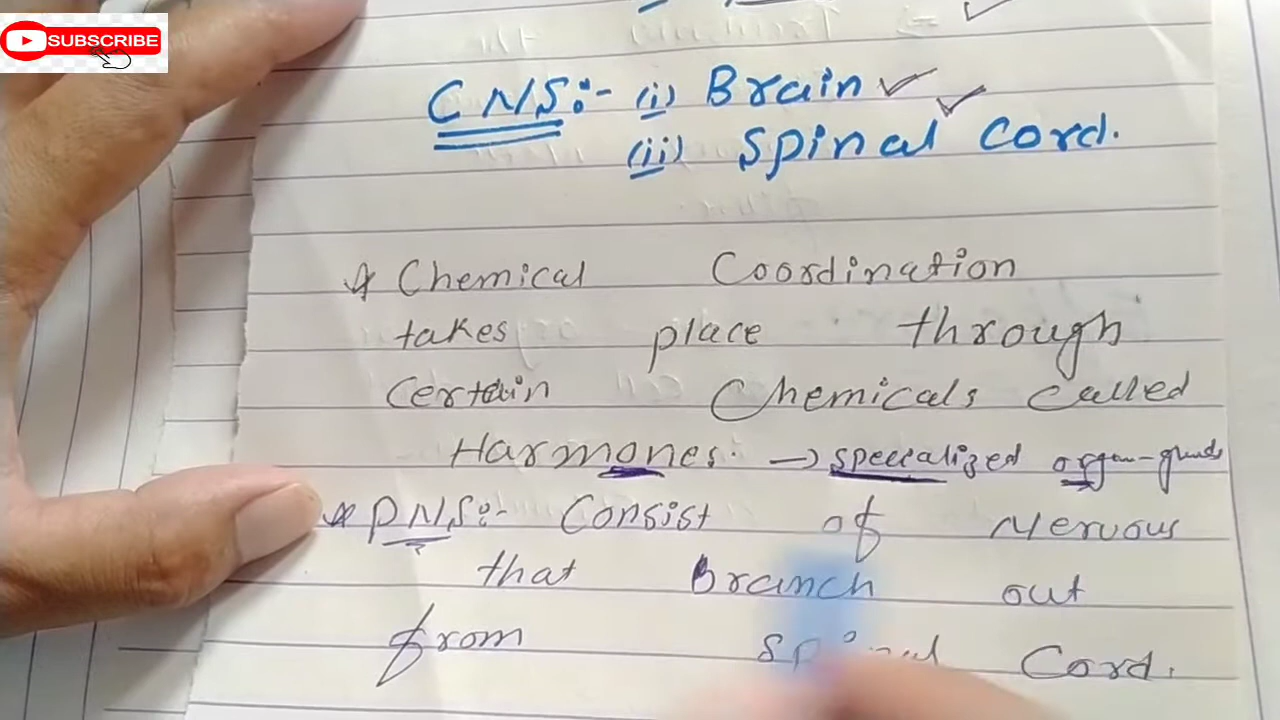 SUBSCRIBE
CNS:- (i) Brain ✓
(ii) Spinal ✓ Cord.
* Chemical Coordination
takes place through
Certain Chemicals called
Harmones. → specialized organ-glands
* PNS:- Consist of Nervous
that Branch out
from Spinal Cord.